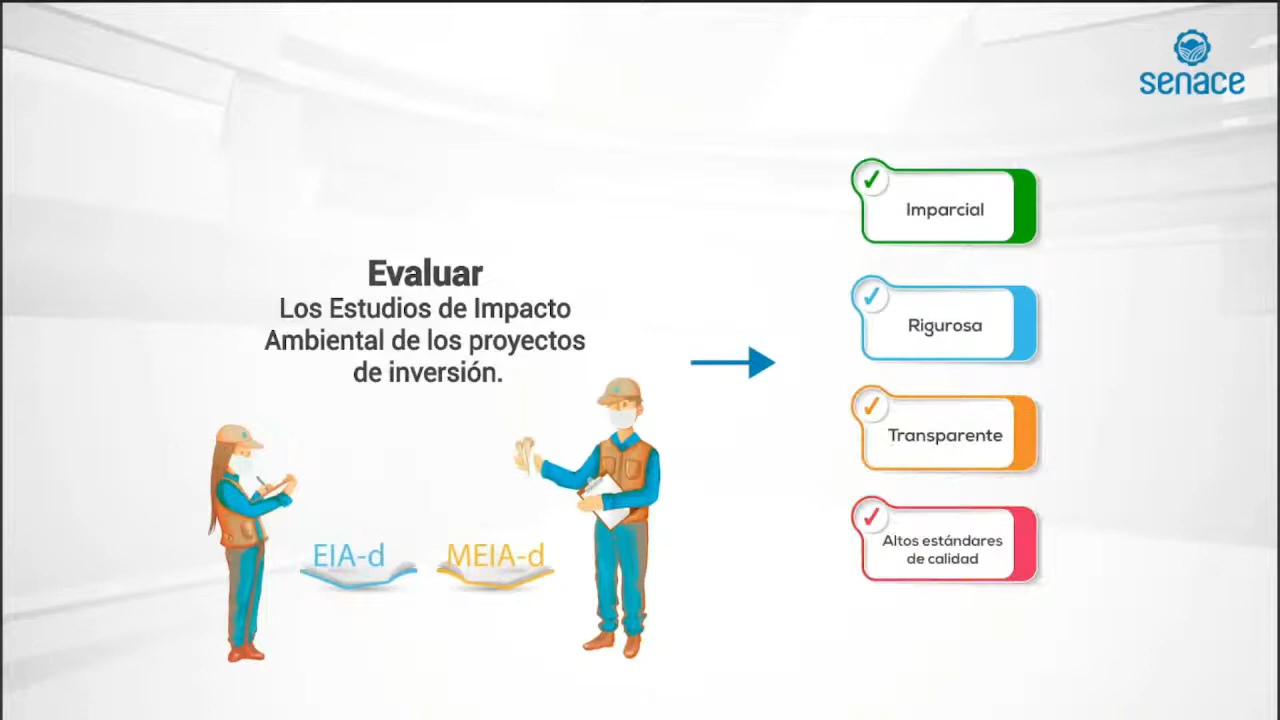 senace
Evaluar
Los Estudios de Impacto
Ambiental de los proyectos
de inversión.
EIA-d
MEIA-d
Imparcial
Rigurosa
Transparente
Altos estándares
de calidad